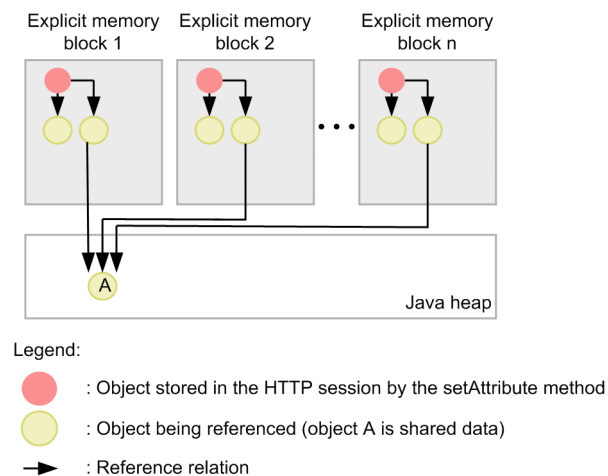 Explicit memory
block 1
Explicit memory
block 2
Explicit memory
block n
A
Java heap
Legend:
: Object stored in the HTTP session by the setAttribute method
: Object being referenced (object A is shared data)
: Reference relation